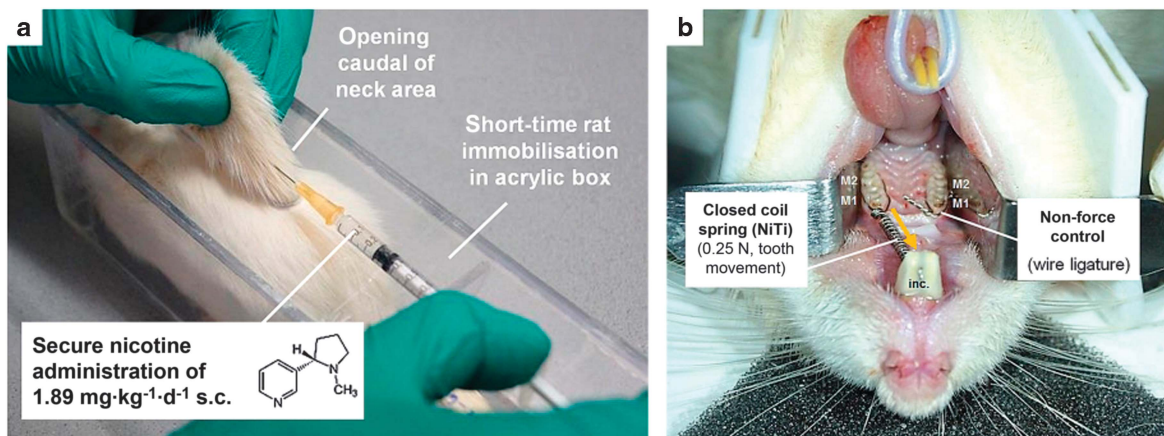 a
Opening
caudal of
neck area
Short-time rat
immobilisation
in acrylic box
Secure nicotine
administration of
1.89 mg·kg⁻¹·d⁻¹ s.c.
H
N
CH₃
N
b
M2
M1
M2
M1
Closed coil
spring (NiTi)
(0.25 N, tooth
movement)
Non-force
control
(wire ligature)
inc.